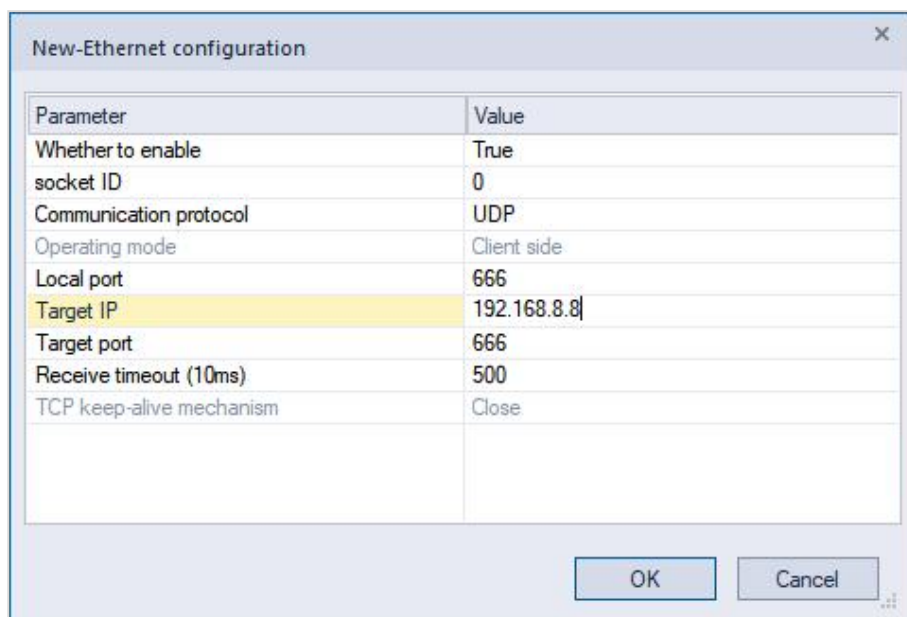 New-Ethernet configuration
Parameter Value
Whether to enable True
socket ID 0
Communication protocol UDP
Operating mode Client side
Local port 666
Target IP 192.168.8.8
Target port 666
Receive timeout (10ms) 500
TCP keep-alive mechanism Close
OK Cancel